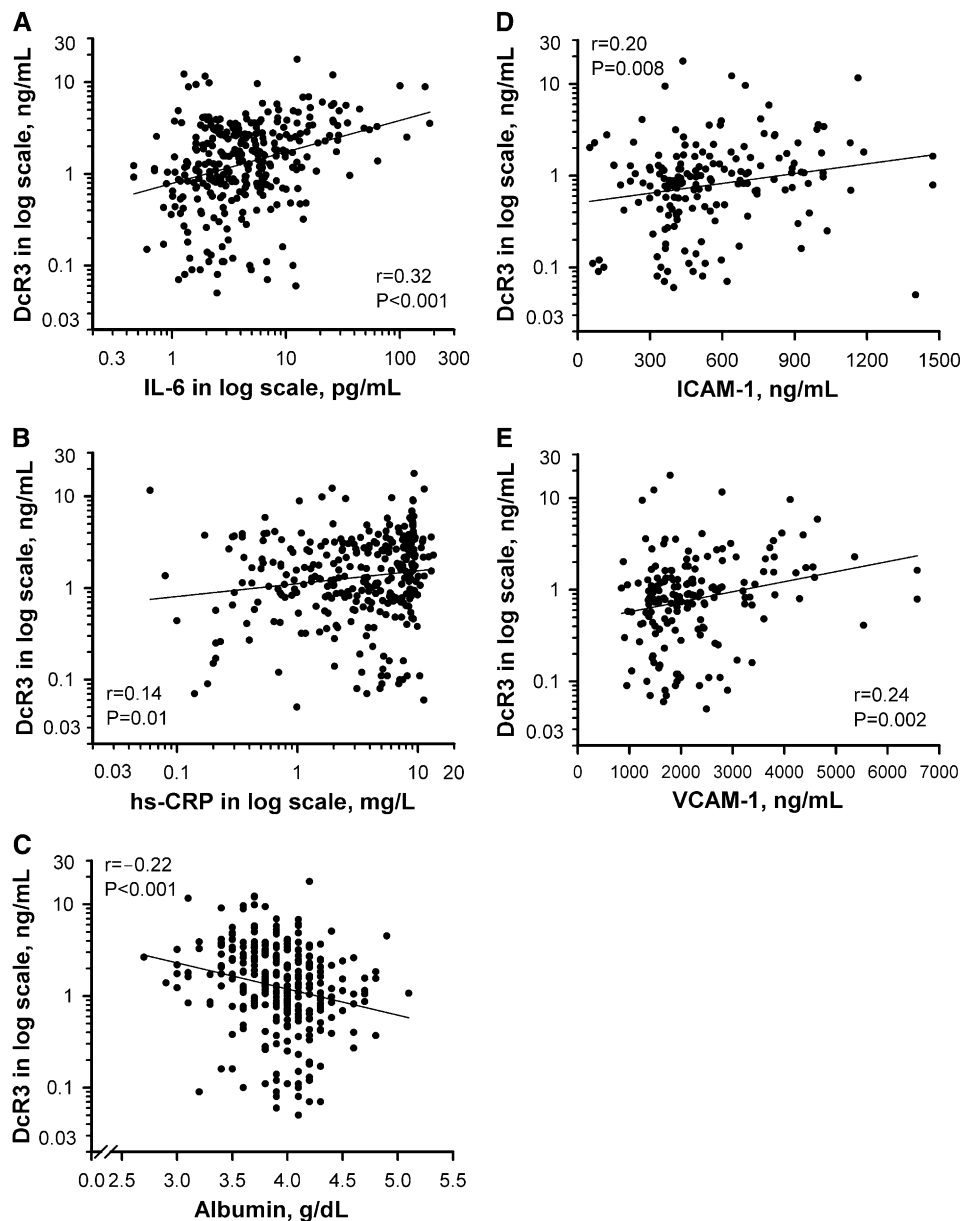 A
DcR3 in log scale, ng/mL
30
10
1
0.1
0.03
r=0.32
P<0.001
0.3 1 10 100 300
IL-6 in log scale, pg/mL
B
DcR3 in log scale, ng/mL
30
10
1
0.1
0.03
r=0.14
P=0.01
0.03 0.1 1 10 20
hs-CRP in log scale, mg/L
C
DcR3 in log scale, ng/mL
30
10
1
0.1
0.03
r=−0.22
P<0.001
0.0 2.5 3.0 3.5 4.0 4.5 5.0 5.5
Albumin, g/dL
D
DcR3 in log scale, ng/mL
30
10
1
0.1
0.03
r=0.20
P=0.008
0 300 600 900 1200 1500
ICAM-1, ng/mL
E
DcR3 in log scale, ng/mL
30
10
1
0.1
0.03
r=0.24
P=0.002
0 1000 2000 3000 4000 5000 6000 7000
VCAM-1, ng/mL